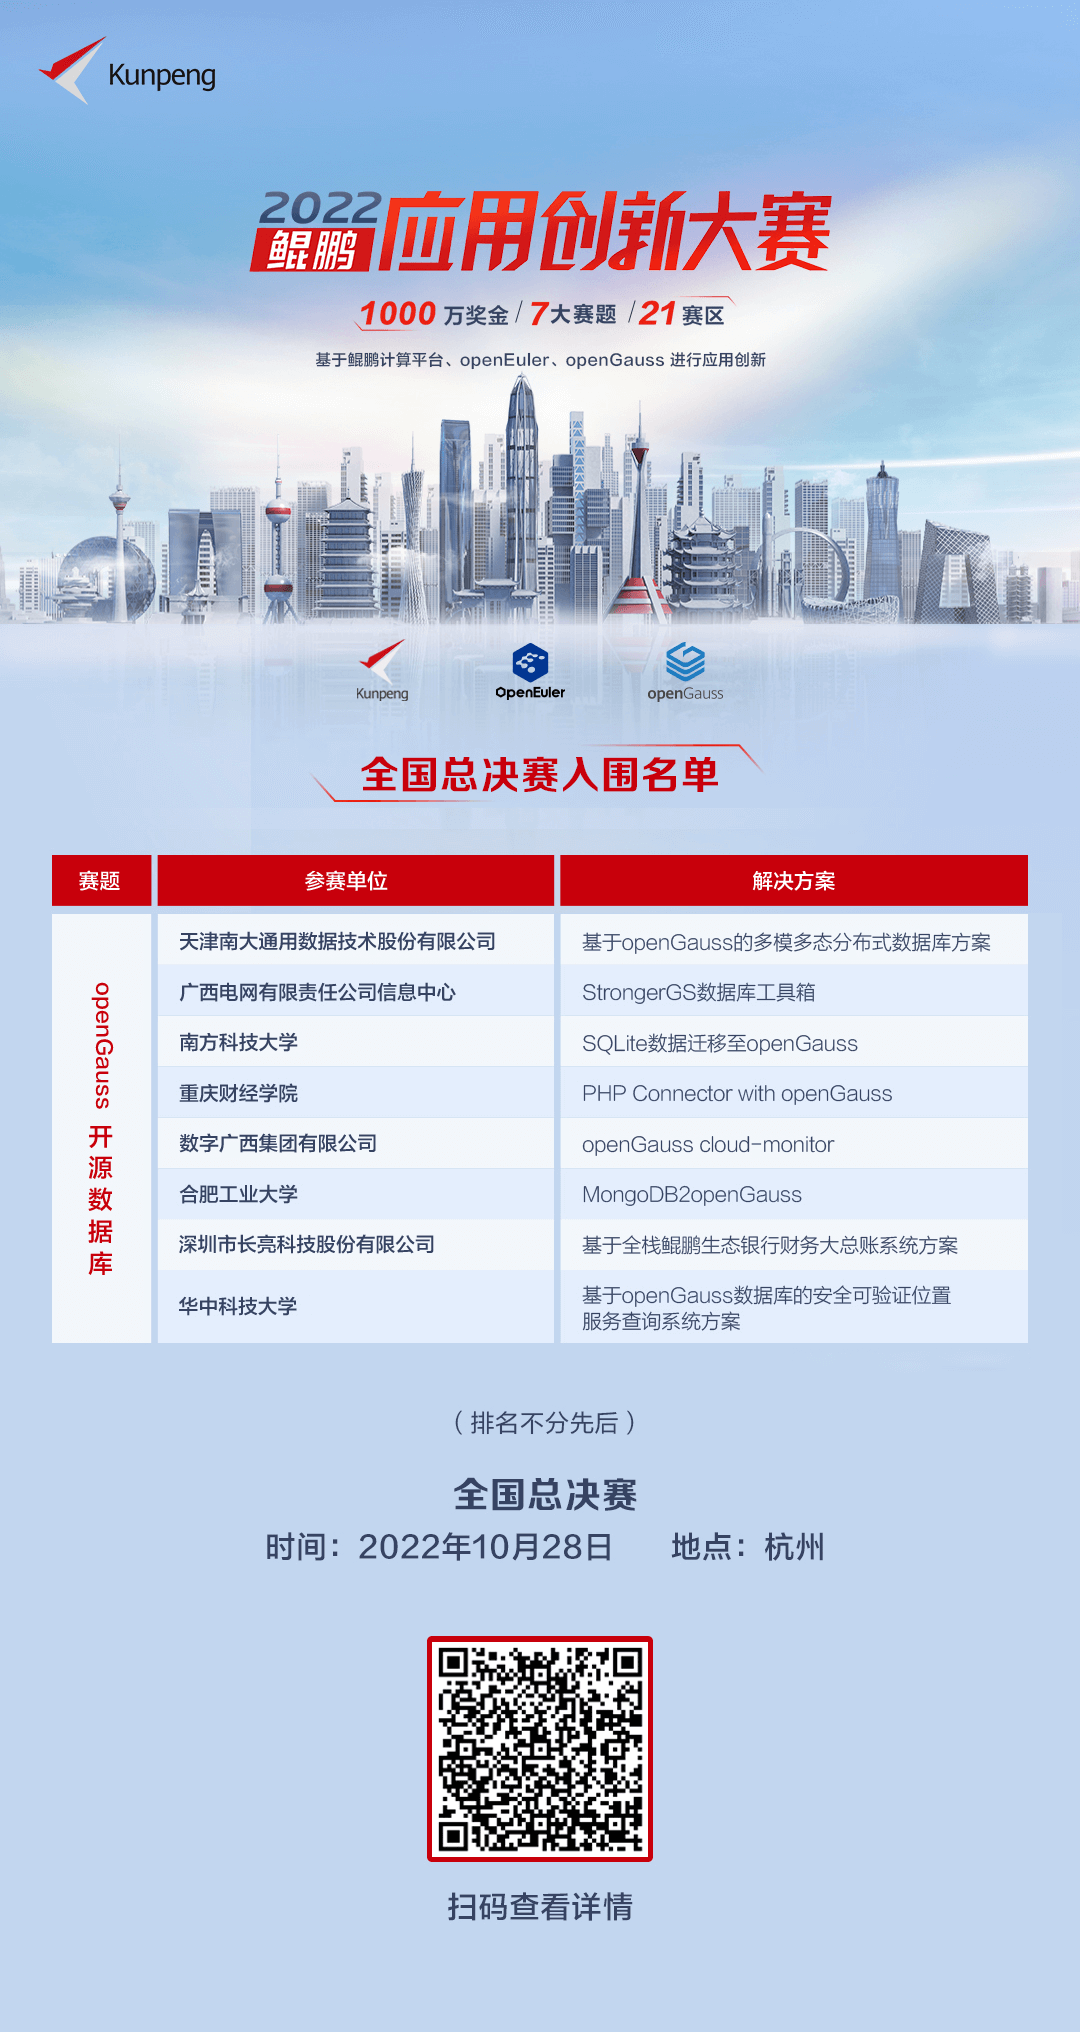 Kunpeng
2022
鲲鹏
应用创新大赛
1000 万奖金 / 7大赛题 / 21 赛区
基于鲲鹏计算平台、openEuler、openGauss 进行应用创新
Kunpeng
OpenEuler
openGauss
全国总决赛入围名单
赛题 参赛单位 解决方案
openGauss 开源数据库
天津南大通用数据技术股份有限公司 基于openGauss的多模多态分布式数据库方案
广西电网有限责任公司信息中心 StrongerGS数据库工具箱
南方科技大学 SQLite数据迁移至openGauss
重庆财经学院 PHP Connector with openGauss
数字广西集团有限公司 openGauss cloud-monitor
合肥工业大学 MongoDB2openGauss
深圳市长亮科技股份有限公司 基于全栈鲲鹏生态银行财务大总账系统方案
华中科技大学 基于openGauss数据库的安全可验证位置
服务查询系统方案
（排名不分先后）
全国总决赛
时间：2022年10月28日 地点：杭州
扫码查看详情